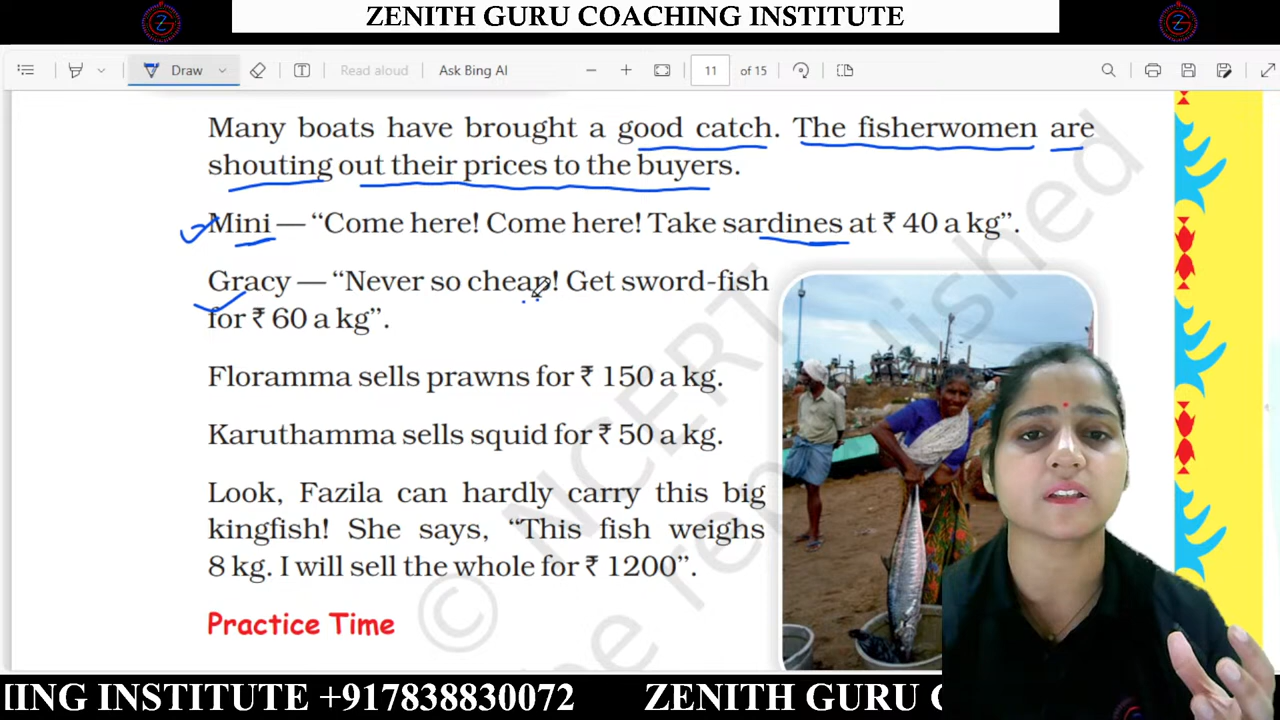 ZENITH GURU COACHING INSTITUTE
Draw
Read aloud
Ask Bing AI
11
of 15
Many boats have brought a good catch. The fisherwomen are
shouting out their prices to the buyers.
Mini — “Come here! Come here! Take sardines at ₹ 40 a kg”.
Gracy — “Never so cheap! Get sword-fish
for ₹ 60 a kg”.
Floramma sells prawns for ₹ 150 a kg.
Karuthamma sells squid for ₹ 50 a kg.
Look, Fazila can hardly carry this big
kingfish! She says, “This fish weighs
8 kg. I will sell the whole for ₹ 1200”.
Practice Time
© NCERT
be republished
IING INSTITUTE +917838830072 ZENITH GURU C